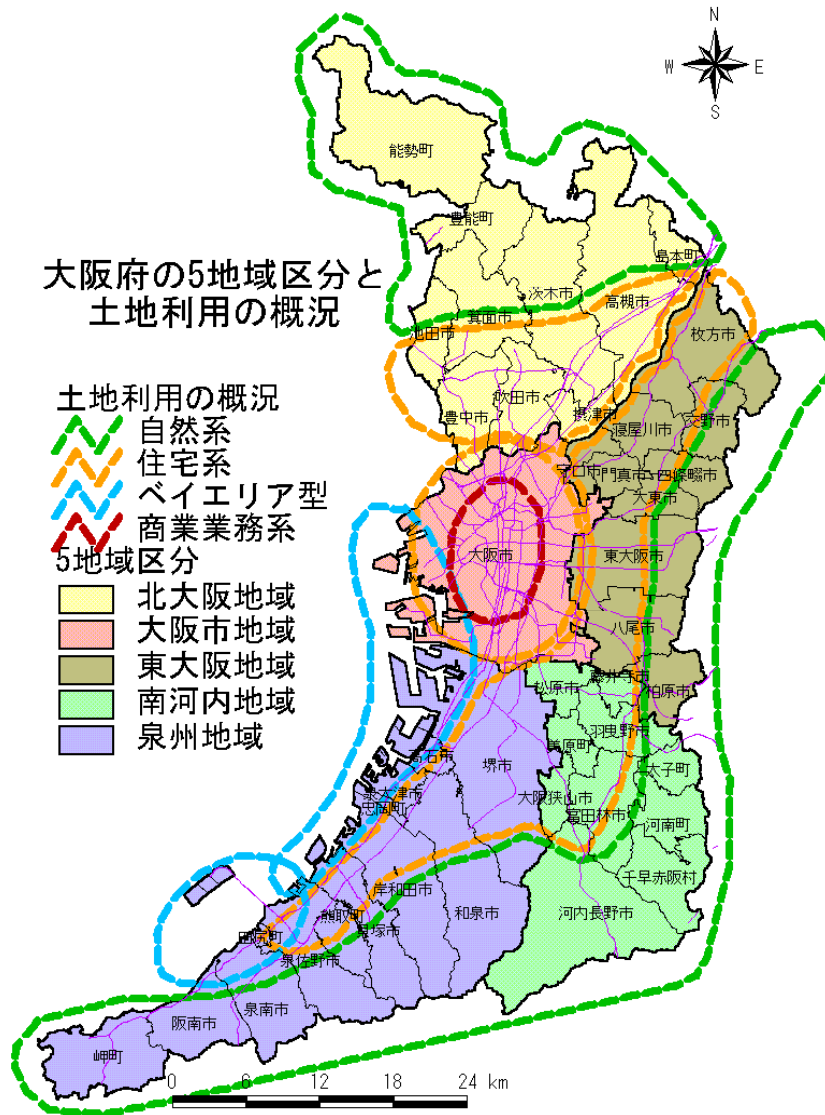 N
W E
S
能勢町
豊能町
島本町
大阪府の5地域区分と
土地利用の概況
茨木市
高槻市
箕面市
池田市
枚方市
土地利用の概況
自然系
住宅系
ベイエリア型
商業業務系
5地域区分
北大阪地域
大阪市地域
東大阪地域
南河内地域
泉州地域
吹田市
豊中市
摂津市
交野市
寝屋川市
守口市
門真市
四條畷市
大東市
大阪市
東大阪市
八尾市
藤井寺市
松原市
柏原市
羽曳野市
美原町
高石市
堺市
太子町
泉大津市
忠岡町
大阪狭山市
富田林市
河南町
千早赤阪村
岸和田市
和泉市
河内長野市
熊取町
貝塚市
田尻町
泉佐野市
泉南市
阪南市
岬町
0 6 12 18 24 km